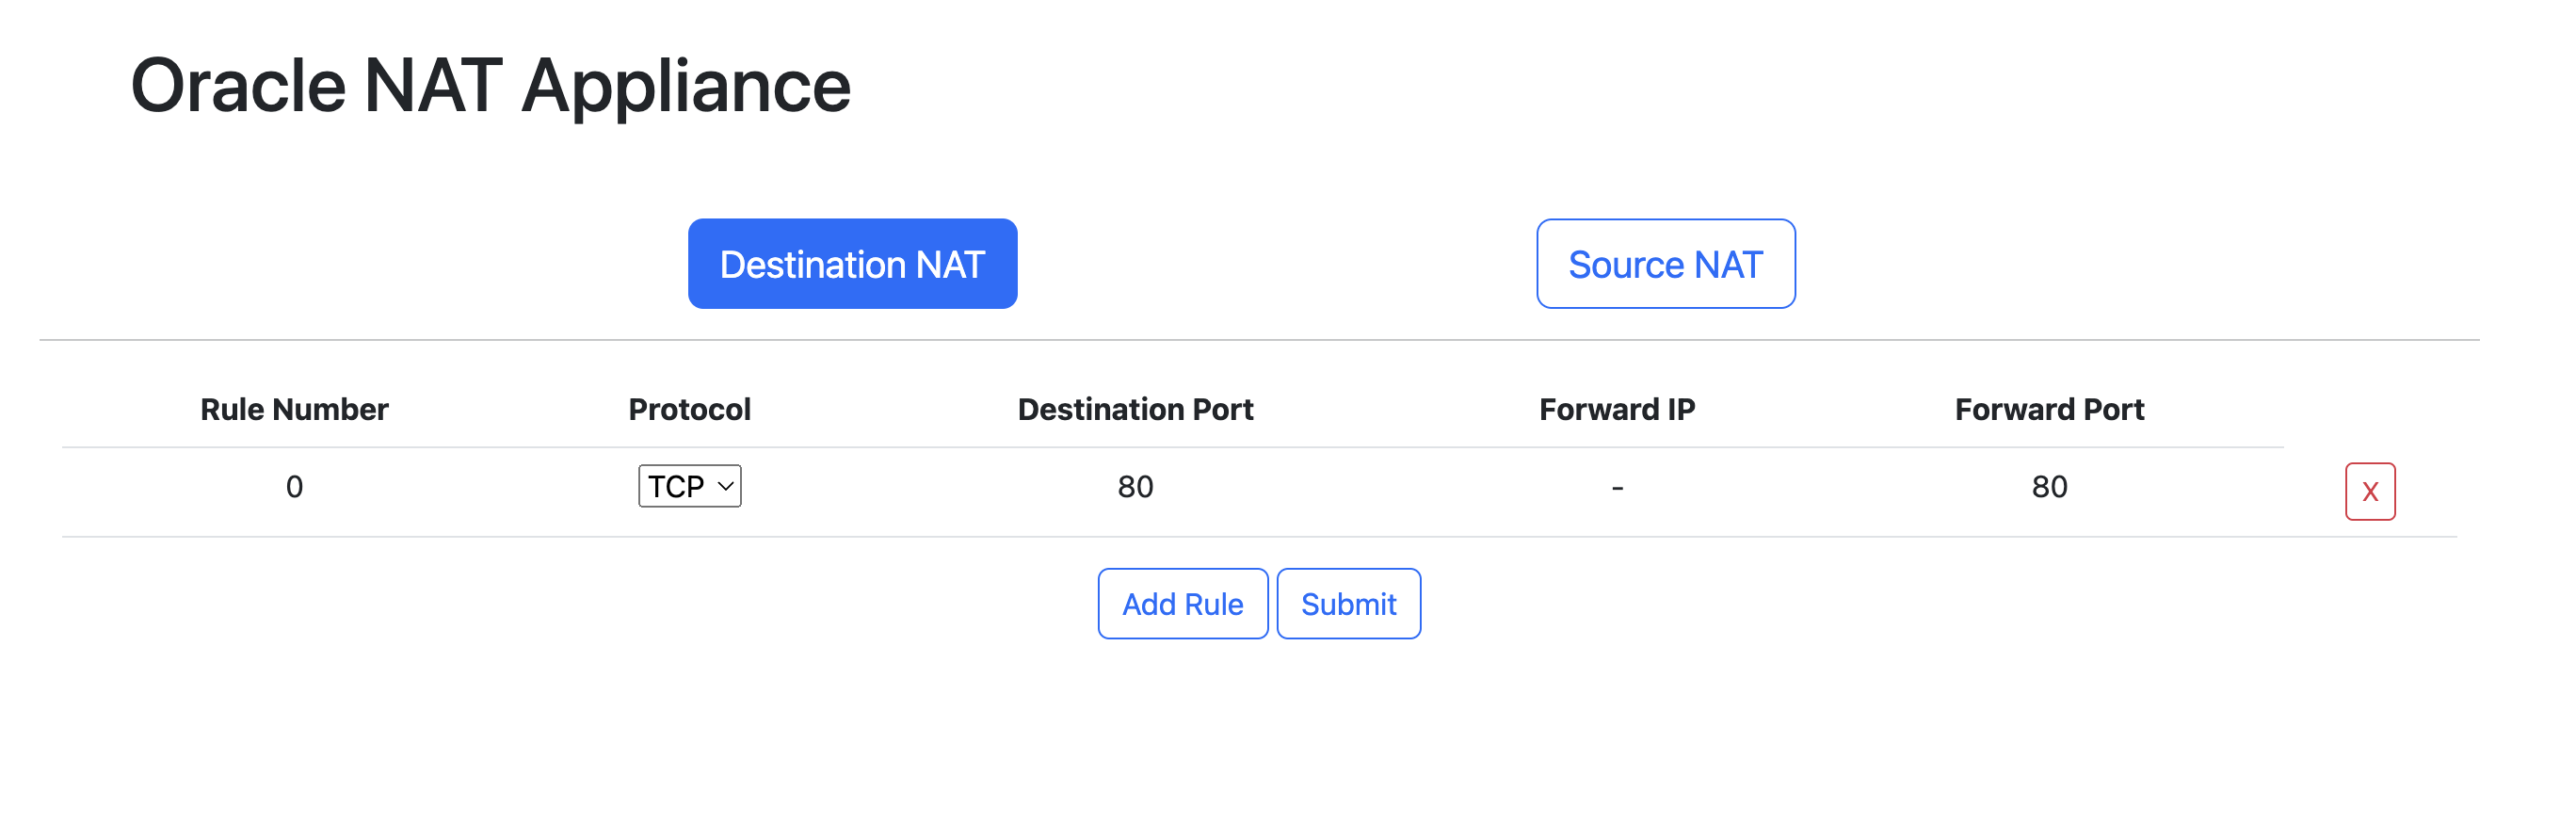 Oracle NAT Appliance
Destination NAT Source NAT
Rule Number Protocol Destination Port Forward IP Forward Port
0 TCP 80 - 80 X
Add Rule Submit